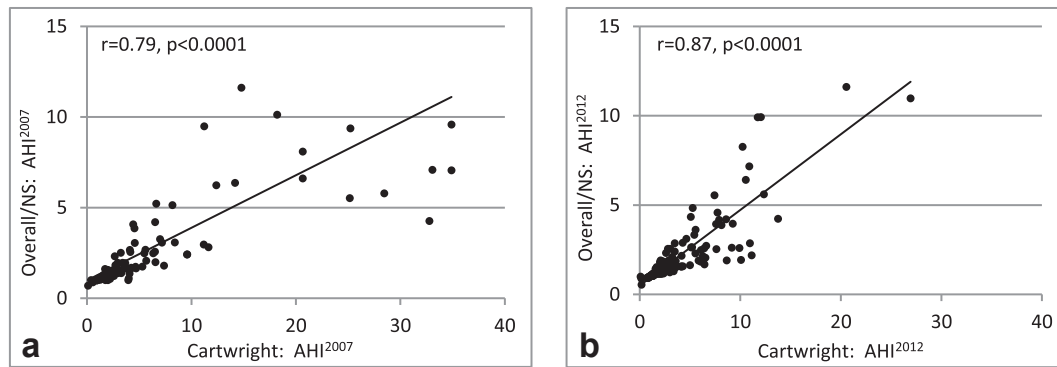 15
r=0.79, p<0.0001
10
5
0
0
10
20
30
40
Overall/NS: AHI²⁰⁰⁷
Cartwright: AHI²⁰⁰⁷
a
15
r=0.87, p<0.0001
10
5
0
0
10
20
30
40
Overall/NS: AHI²⁰¹²
Cartwright: AHI²⁰¹²
b